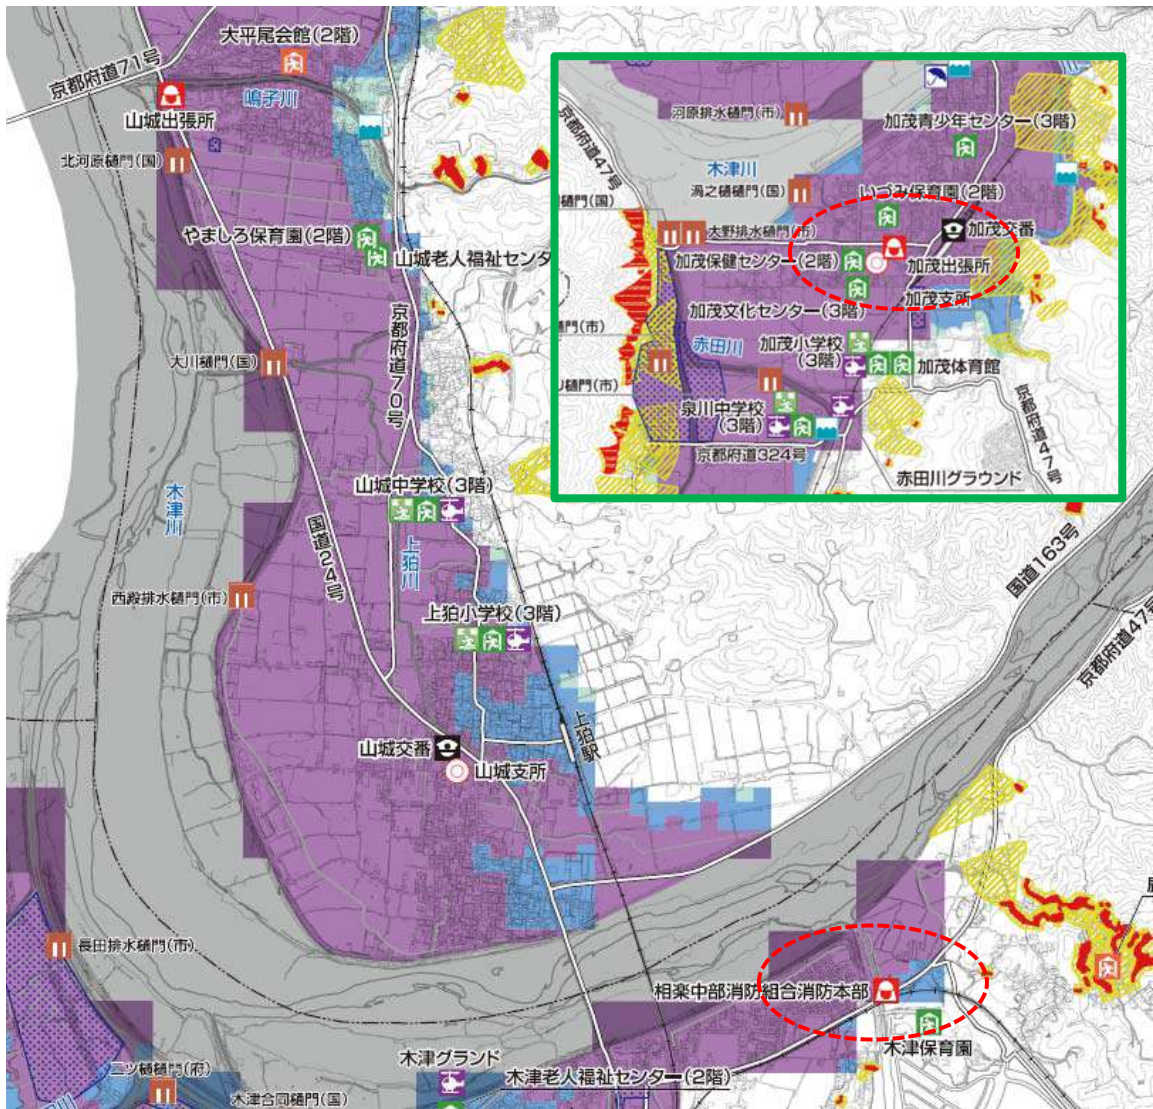 大平尾会館(2階)
京都府道71号
鳴子川
山城出張所
北河原樋門(国)
やましろ保育園(2階)
山城老人福祉センタ
京都府道70号
大川樋門(国)
木津川
山城中学校(3階)
国道24号
上狛川
西殿排水樋門(市)
上狛小学校(3階)
上狛駅
山城交番
山城支所
長田排水樋門(市)
二ツ樋樋門(府)
木津合同樋門(国)
木津グランド
木津老人福祉センター(2階)
相楽中部消防組合消防本部
木津保育園
国道163号
京都府道47号
河原排水樋門(市)
加茂青少年センター(3階)
京都府道47号
木津川
渦之樋樋門(国)
いづみ保育園(2階)
樋門(国)
大野排水樋門(市)
加茂交番
加茂保健センター(2階)
加茂出張所
加茂支所
加茂文化センター(3階)
樋門(市)
赤田川
加茂小学校
(3階)
加茂体育館
樋門(市)
泉川中学校
(3階)
京都府道324号
京都府道47号
赤田川グラウンド